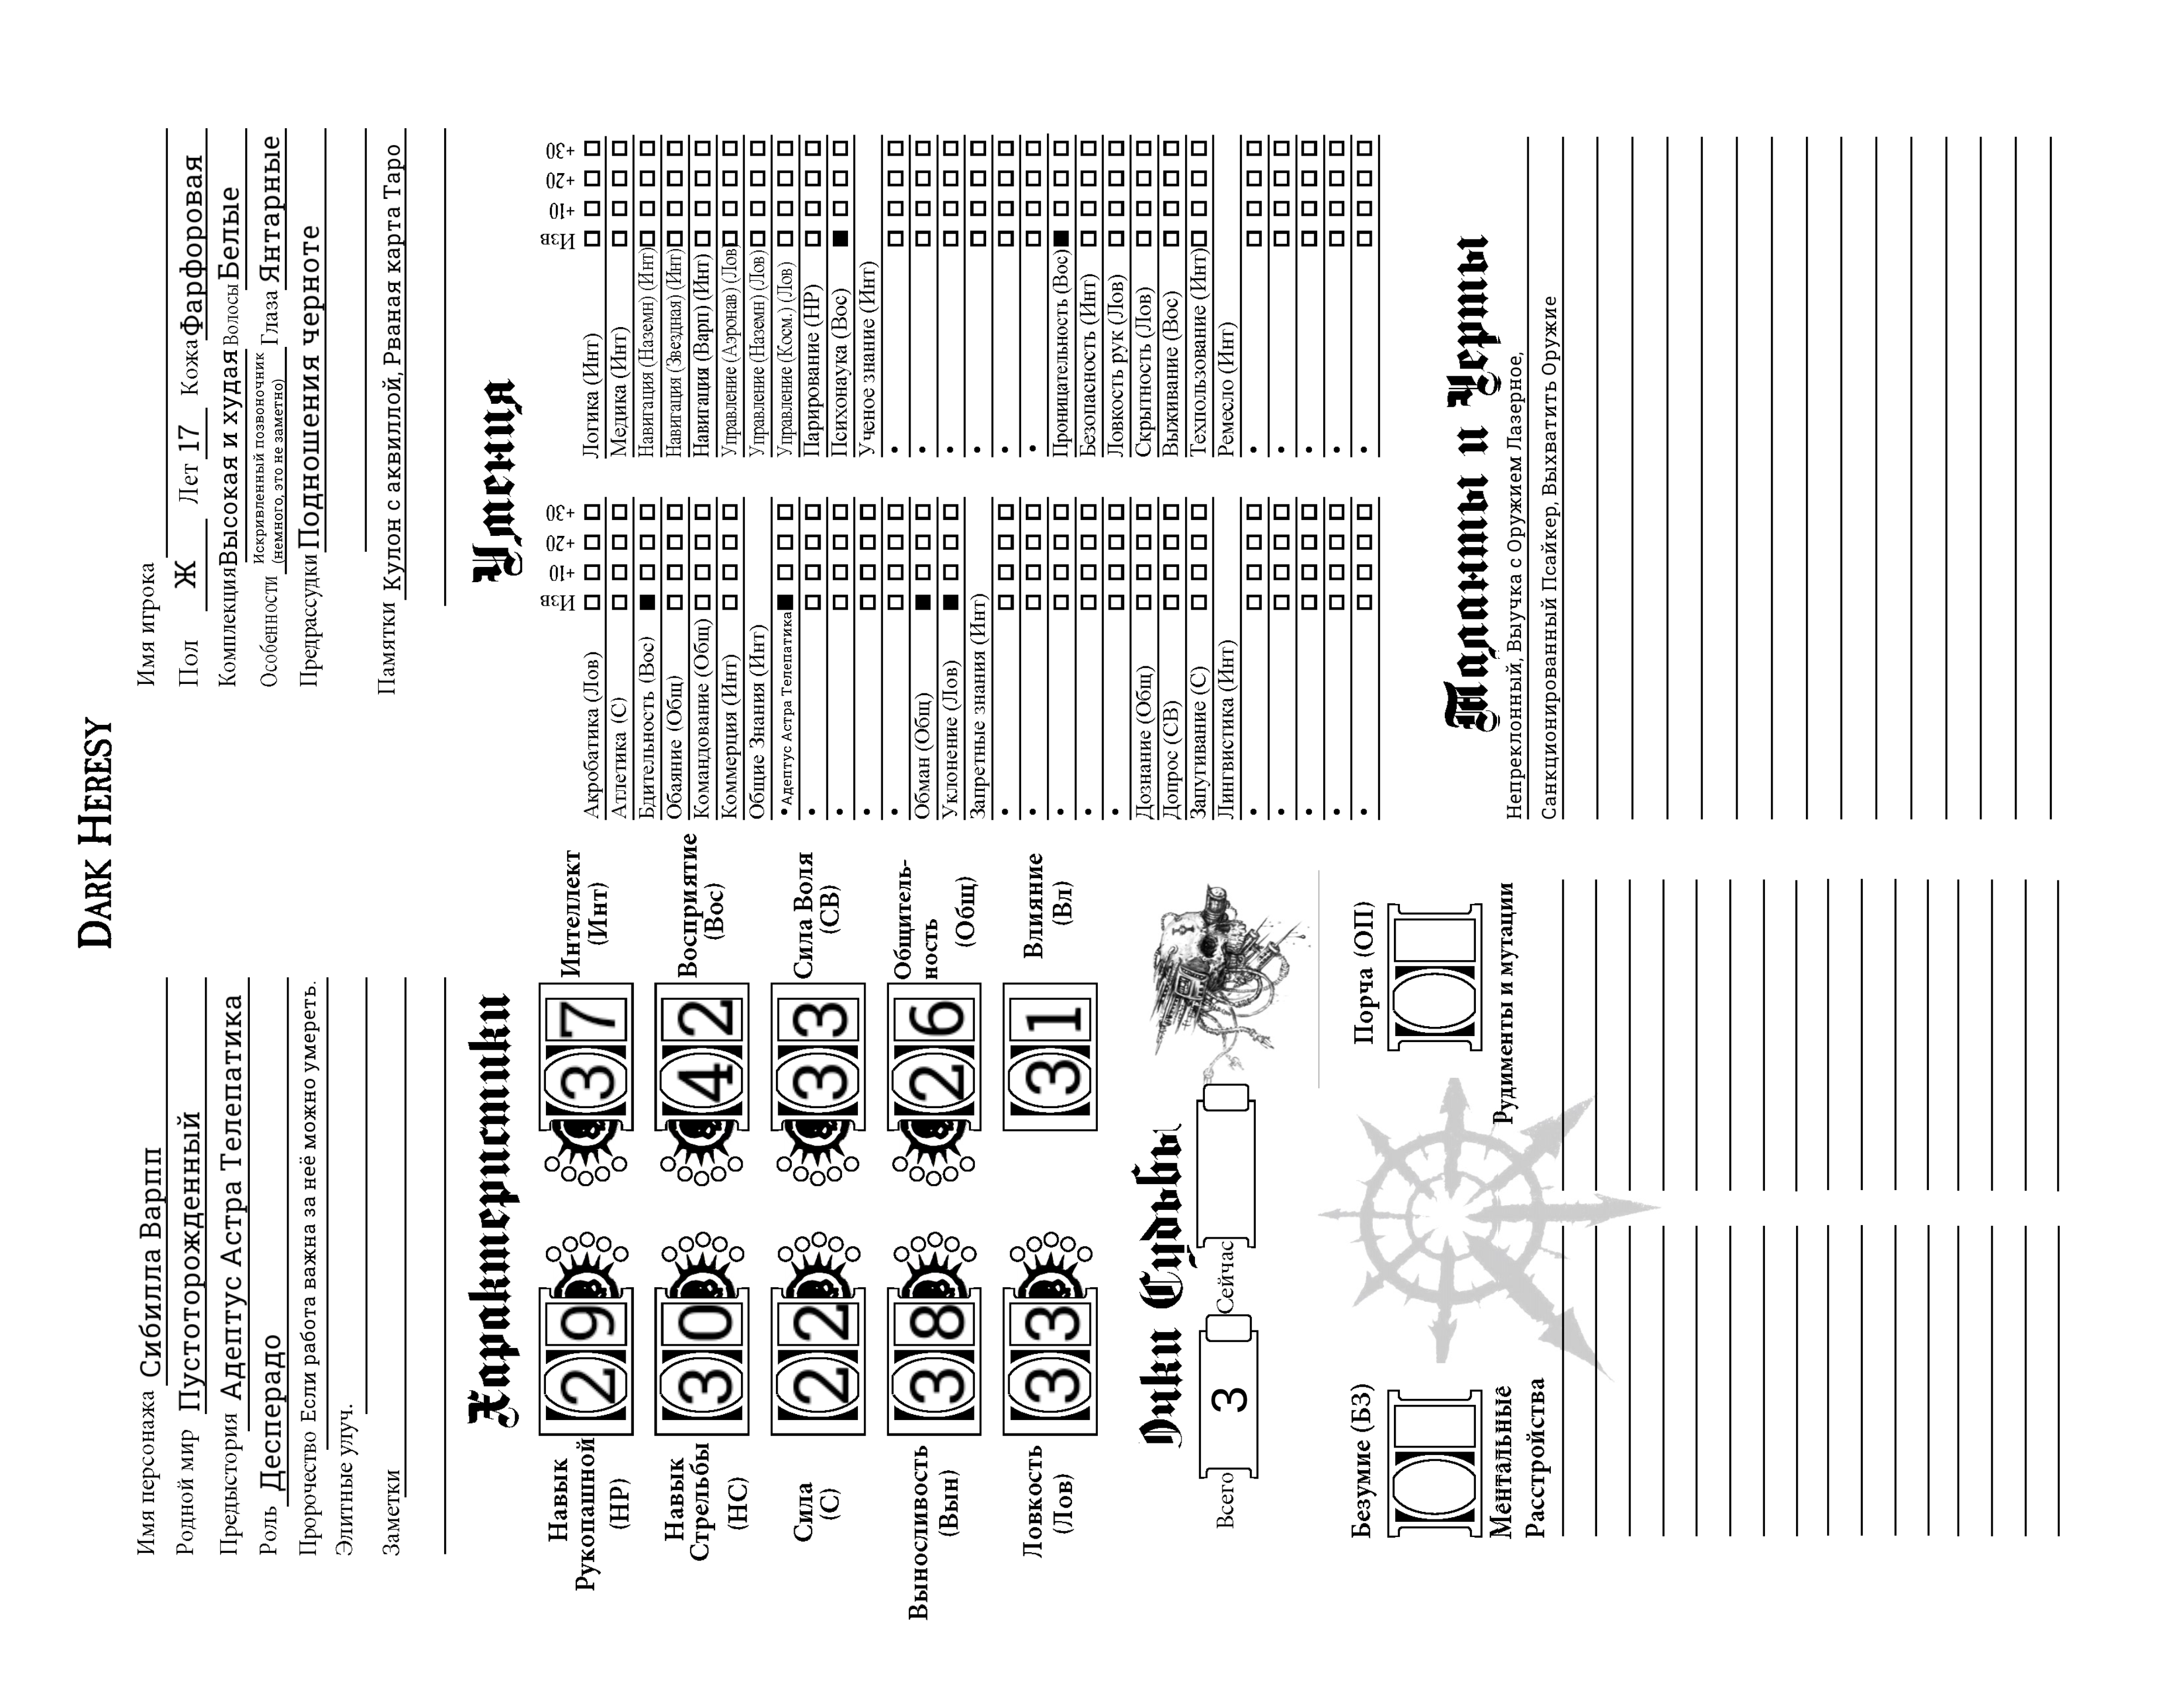 DARK HERESY
Имя персонажа Сибилла Варпп
Родной мир Пустоторожденный
Предыстория Адептус Астра Телепатика
Роль Десперадо
Пророчество Если работа важна за неё можно умереть.
Элитные улуч.
Заметки
Имя игрока
Пол Ж Лет 17 Кожа Фарфоровая
Комплекция Высокая и худая Волосы Белые
Особенности Искривленный позвоночник
(немного, это не заметно) Глаза Янтарные
Предрассудки Подношения черноте
Памятки Кулон с аквиллой, Рваная карта Таро
Характеристики
Навык
Рукопашной
(НР)
29
37
Интеллект
(Инт)
Навык
Стрельбы
(НС)
30
42
Восприятие
(Вос)
Сила
(С)
22
33
Сила Воля
(СВ)
Выносливость
(Вын)
38
26
Общитель-
ность
(Общ)
Ловкость
(Лов)
33
31
Влияние
(Вл)
Очки Судьбы
Всего 3 Сейчас
Безумие (БЗ)
Порча (ОП)
Ментальные
Расстройства
Рудименты и мутации
Умения
Изв +10 +20 +30
Акробатика (Лов)
Атлетика (С)
Бдительность (Вос)
Обаяние (Общ)
Командование (Общ)
Коммерция (Инт)
Общие Знания (Инт)
• Адептус Астра Телепатика
•
•
•
•
Обман (Общ)
Уклонение (Лов)
Запретные знания (Инт)
•
•
•
•
•
Дознание (Общ)
Допрос (СВ)
Запугивание (С)
Лингвистика (Инт)
•
•
•
•
•
Изв +10 +20 +30
Логика (Инт)
Медика (Инт)
Навигация (Наземн) (Инт)
Навигация (Звездная) (Инт)
Навигация (Варп) (Инт)
Управление (Аэронав) (Лов)
Управление (Наземн) (Лов)
Управление (Косм.) (Лов)
Парирование (НР)
Психонаука (Вос)
Ученое знание (Инт)
•
•
•
•
•
•
Проницательность (Вос)
Безопасность (Инт)
Ловкость рук (Лов)
Скрытность (Лов)
Выживание (Вос)
Техпользование (Инт)
Ремесло (Инт)
•
•
•
•
•
Таланты и Черты
Непреклонный, Выучка с Оружием Лазерное,
Санкционированный Псайкер, Выхватить Оружие